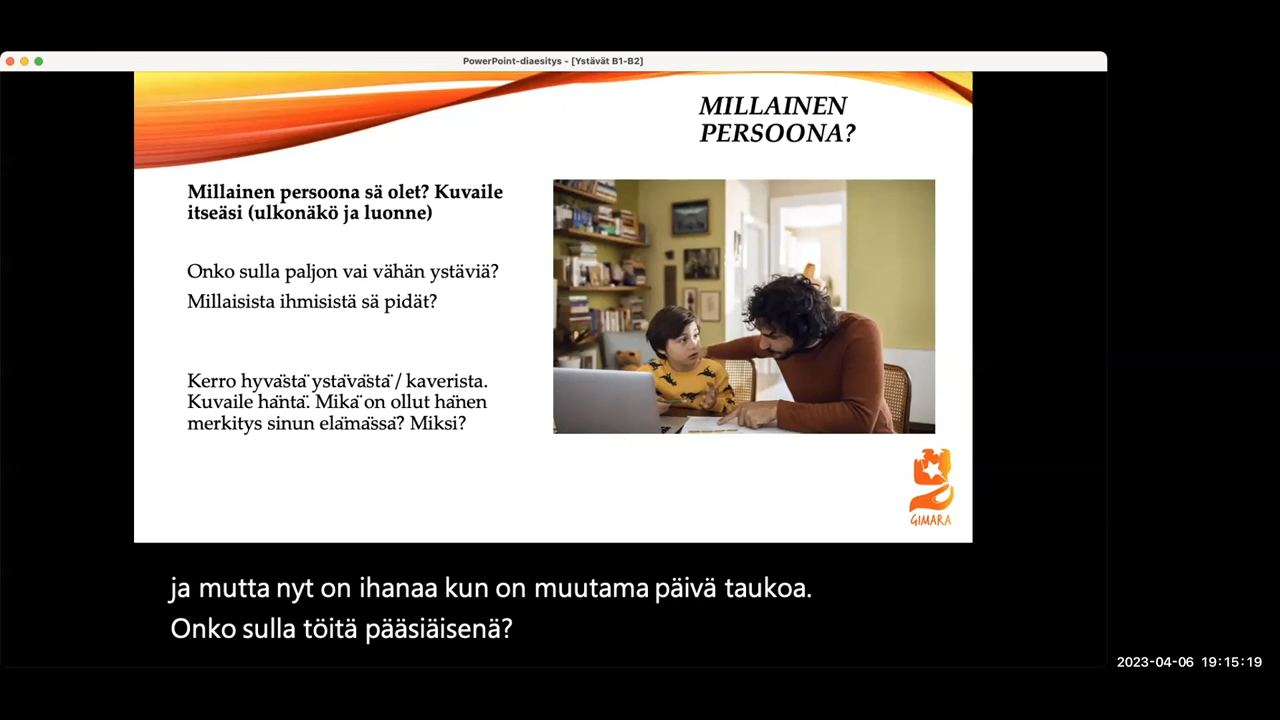 PowerPoint-diaesitys - [Ystävät B1-B2]
MILLAINEN
PERSOONA?
Millainen persoona sä olet? Kuvaile
itseäsi (ulkonäkö ja luonne)
Onko sulla paljon vai vähän ystäviä?
Millaisista ihmisistä sä pidät?
Kerro hyvästä ystävästä / kaverista.
Kuvaile häntä. Mikä on ollut hänen
merkitys sinun elämässä? Miksi?
GIMARA
ja mutta nyt on ihanaa kun on muutama päivä taukoa.
Onko sulla töitä pääsiäisenä?
2023-04-06 19:15:19